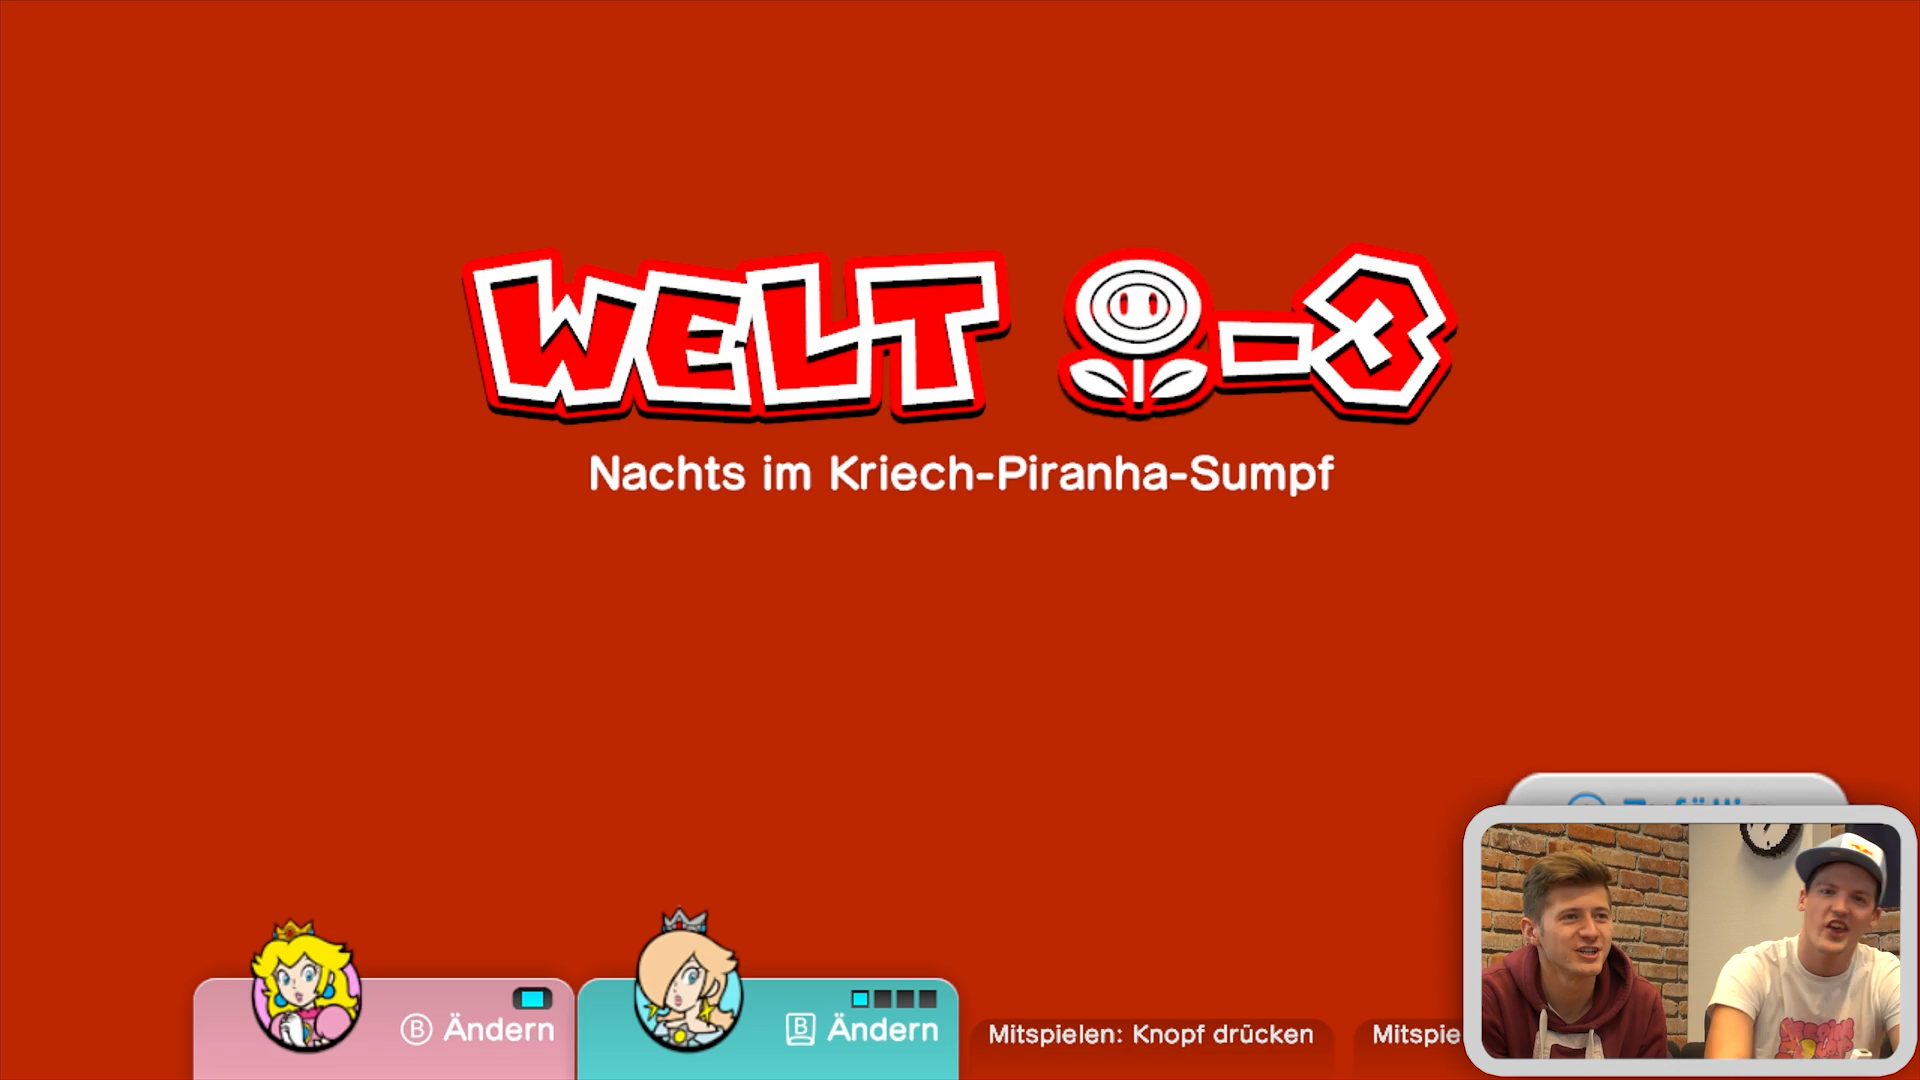 WELT -3
Nachts im Kriech-Piranha-Sumpf
B Ändern
B Ändern
Mitspielen: Knopf drücken
Mitspie